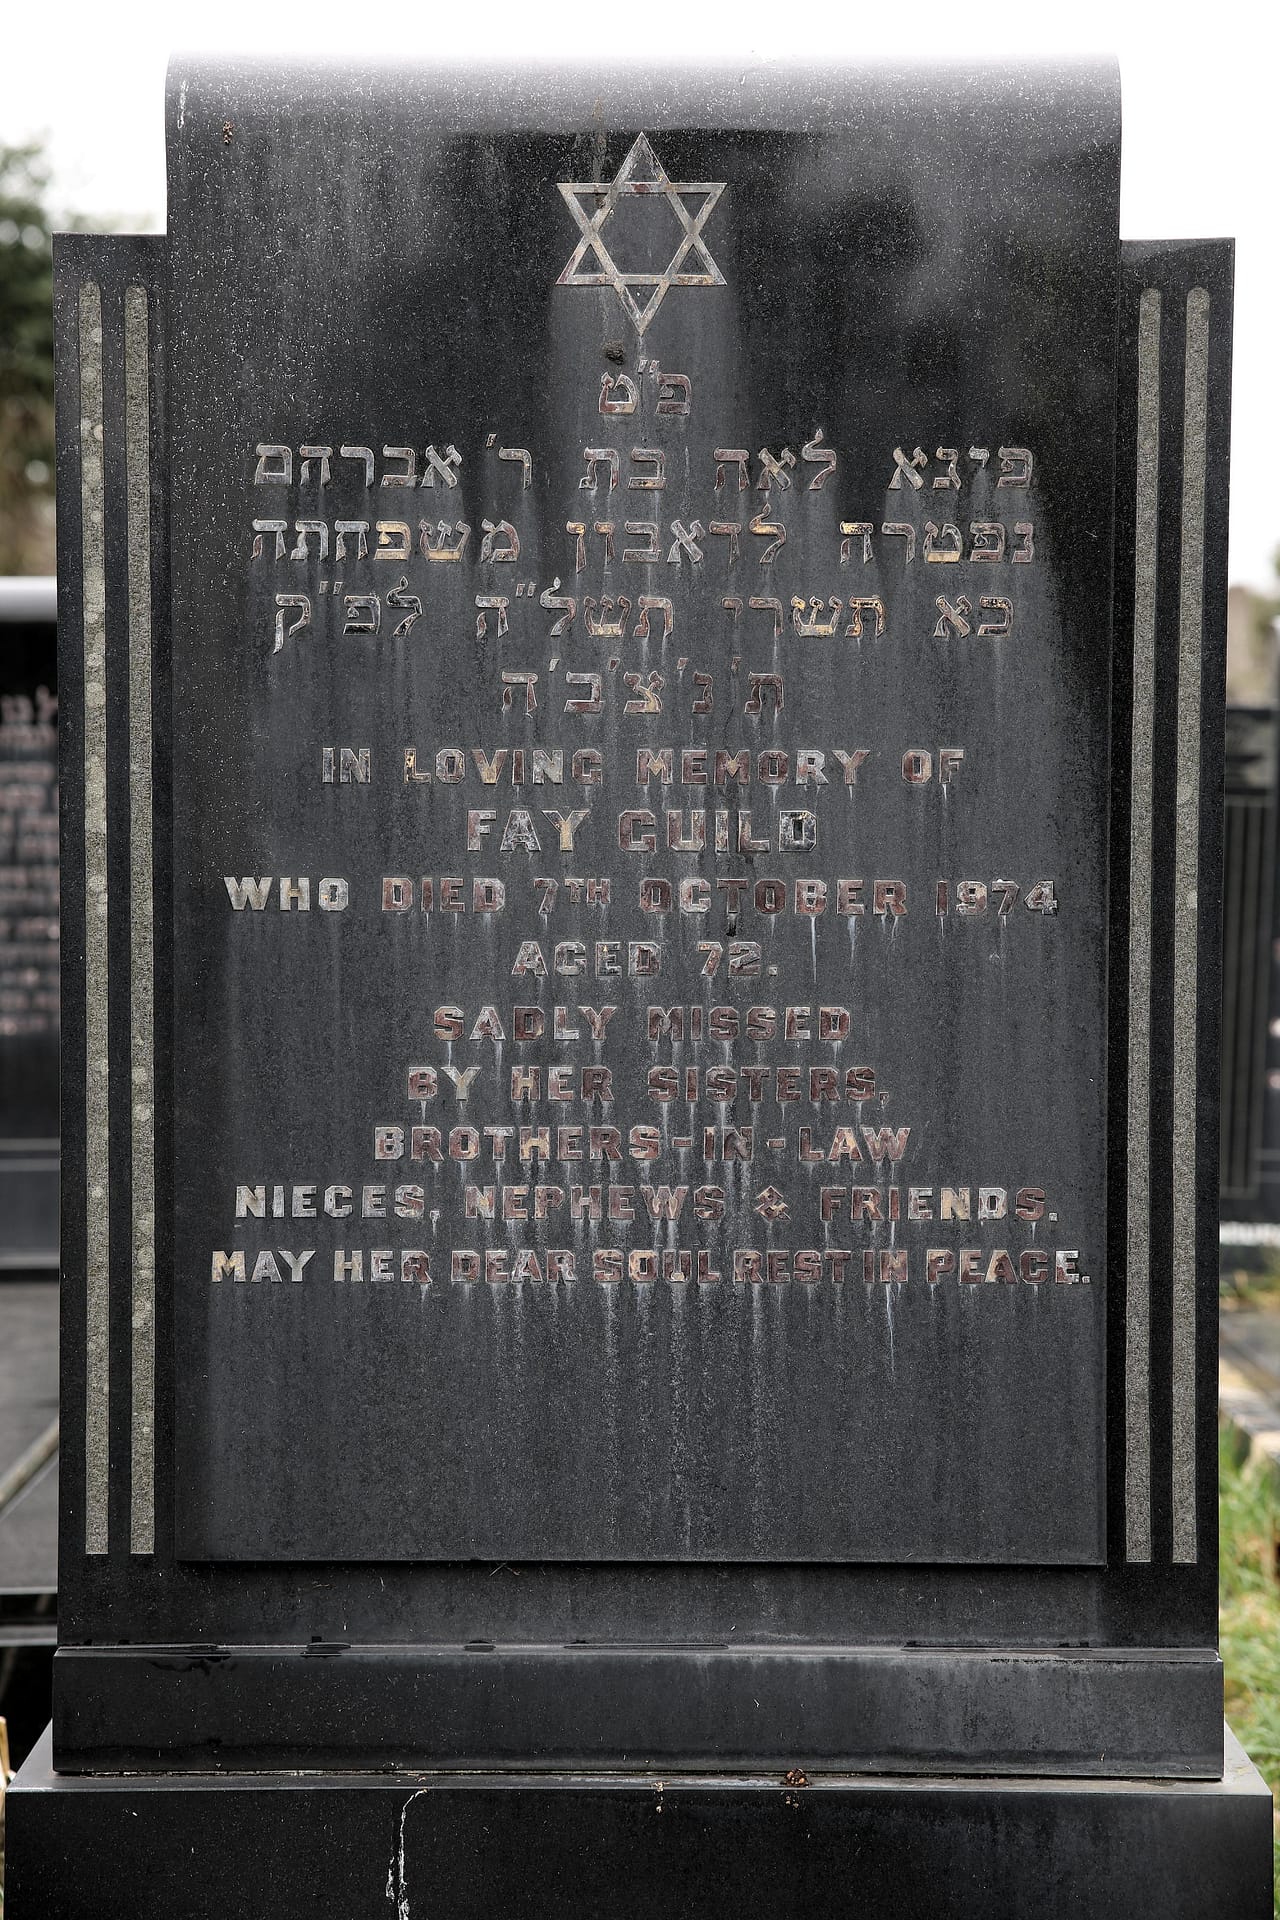 פ"ט
פיגא לאה בת ר' אברהם
נפטרה לדאבון משפחתה
כא תשרי תשל"ה לפ"ק
ת'נ'צ'ב'ה
IN LOVING MEMORY OF
FAY GUILD
WHO DIED 7TH OCTOBER 1974
AGED 72.
SADLY MISSED
BY HER SISTERS,
BROTHERS-IN-LAW
NIECES, NEPHEWS & FRIENDS.
MAY HER DEAR SOUL REST IN PEACE.